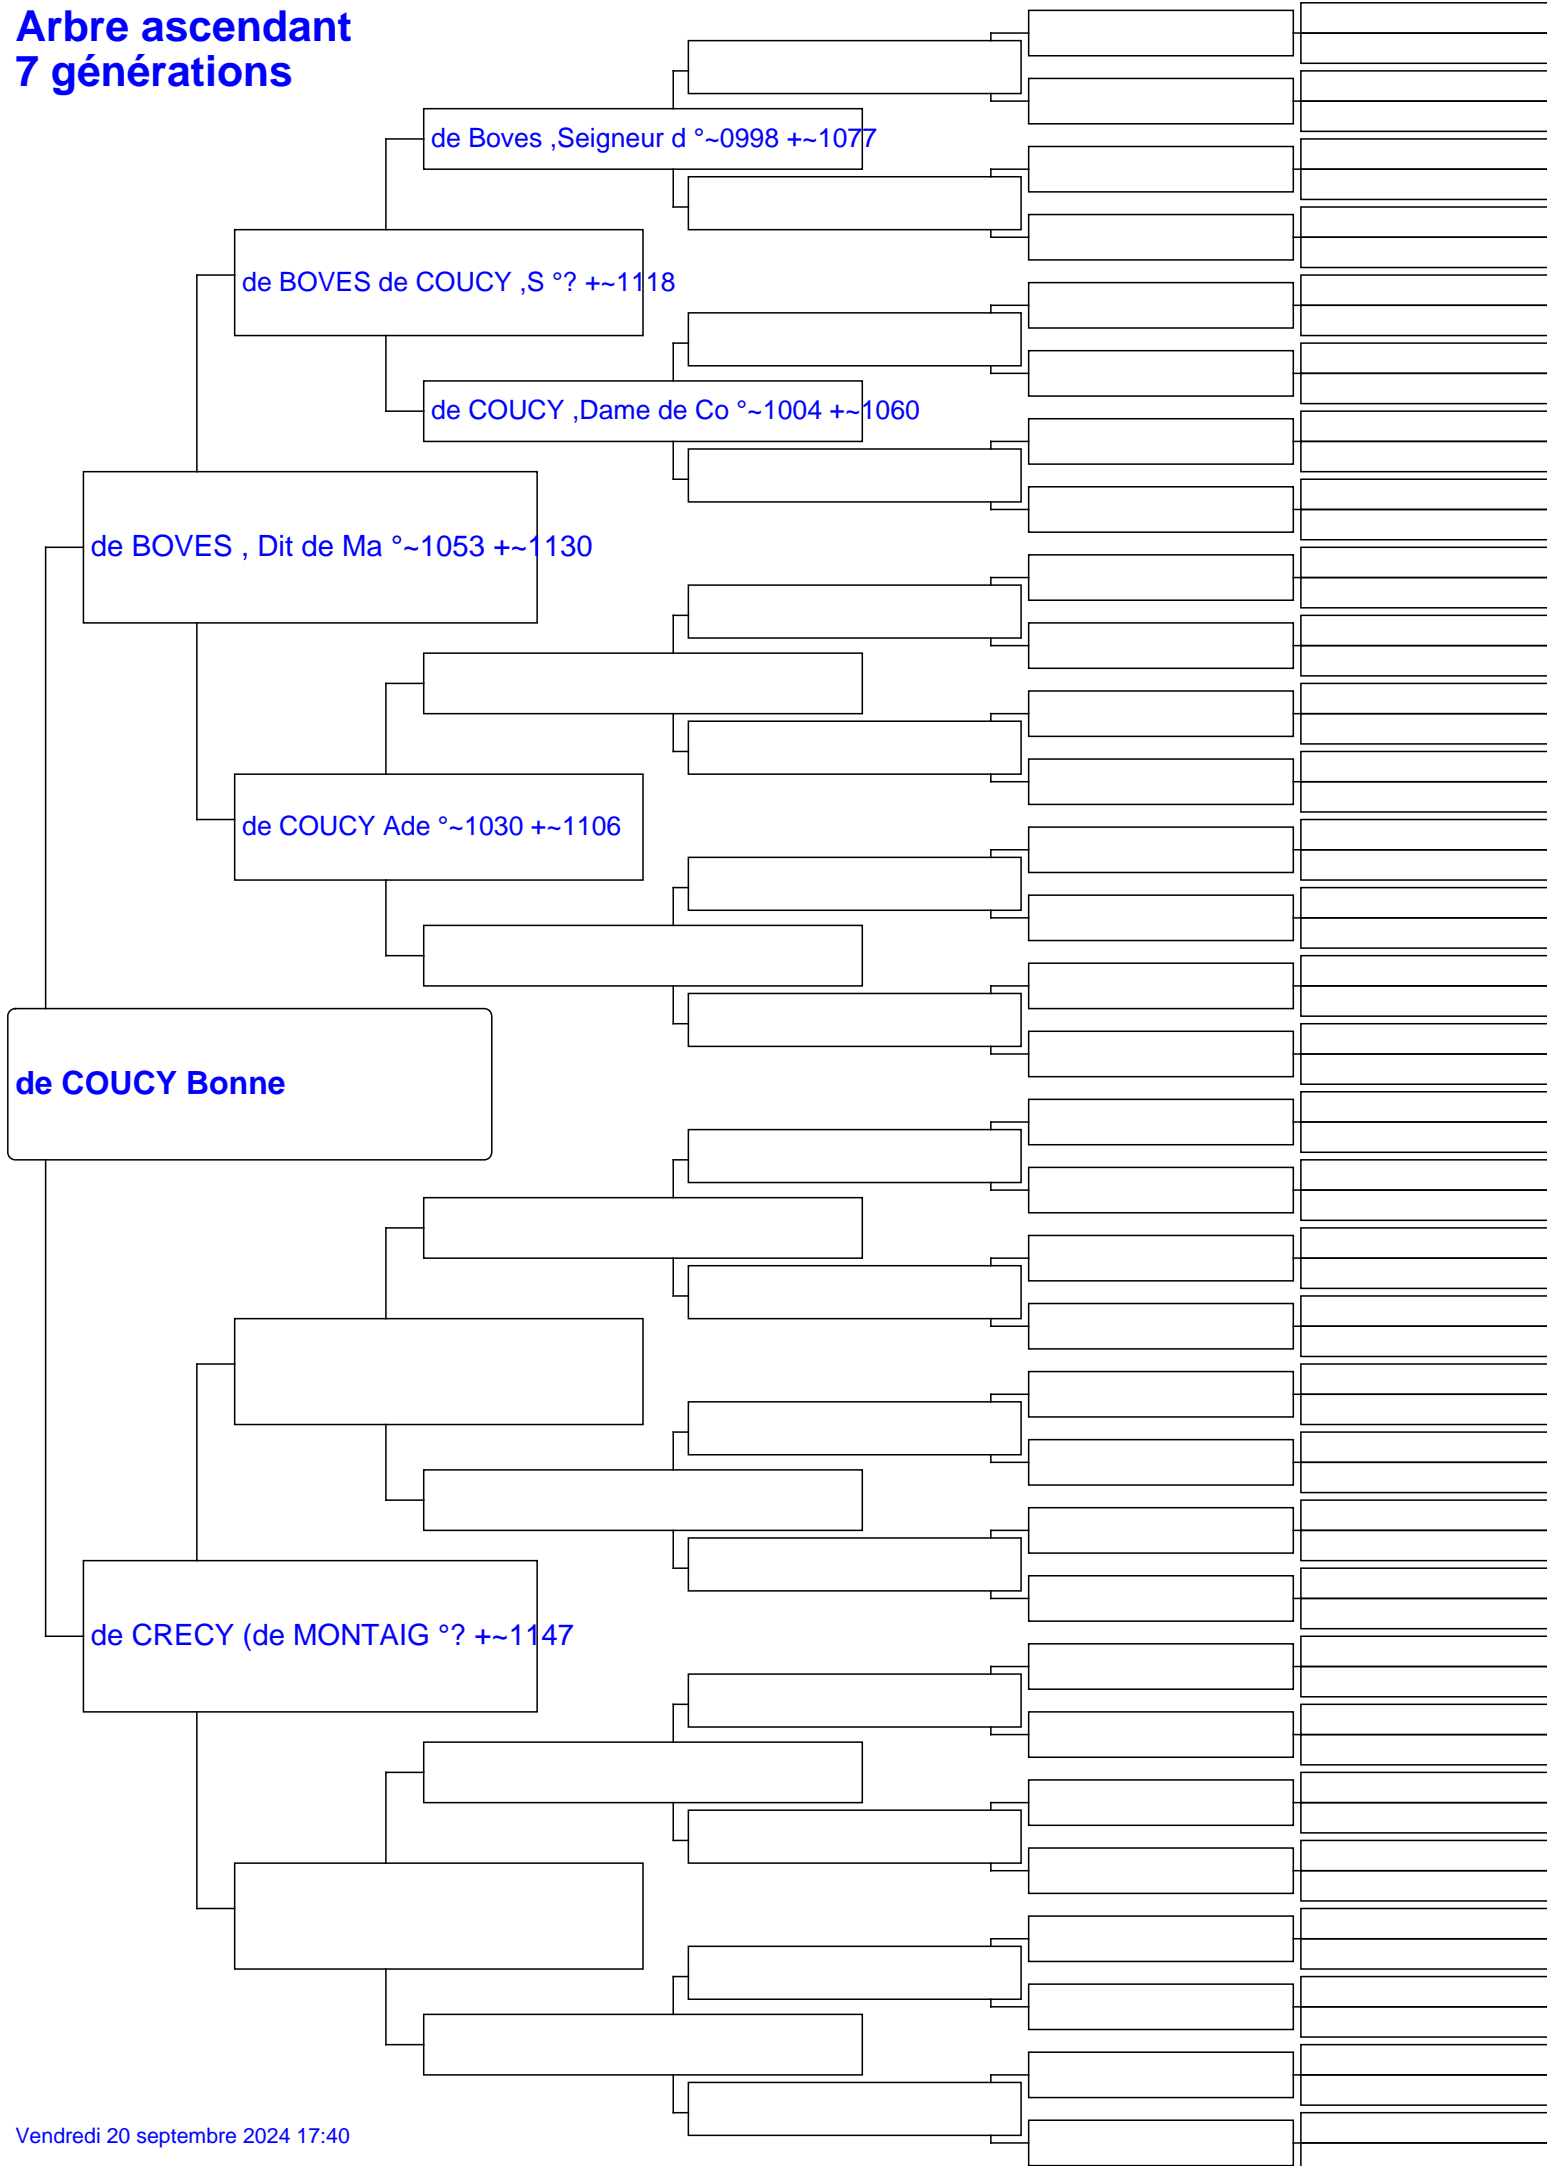 Arbre ascendant
7 générations
de Boves ,Seigneur d °~0998 +~1077
de BOVES de COUCY ,S °? +~1118
de COUCY ,Dame de Co °~1004 +~1060
de BOVES , Dit de Ma °~1053 +~1130
de COUCY Ade °~1030 +~1106
de COUCY Bonne
de CRECY (de MONTAIG °? +~1147
Vendredi 20 septembre 2024 17:40